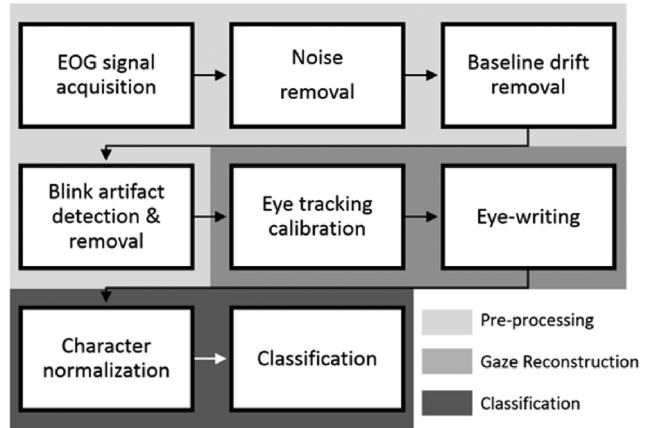 EOG signal
acquisition
Noise
removal
Baseline drift
removal
Blink artifact
detection &
removal
Eye tracking
calibration
Eye-writing
Character
normalization
Classification
Pre-processing
Gaze Reconstruction
Classification